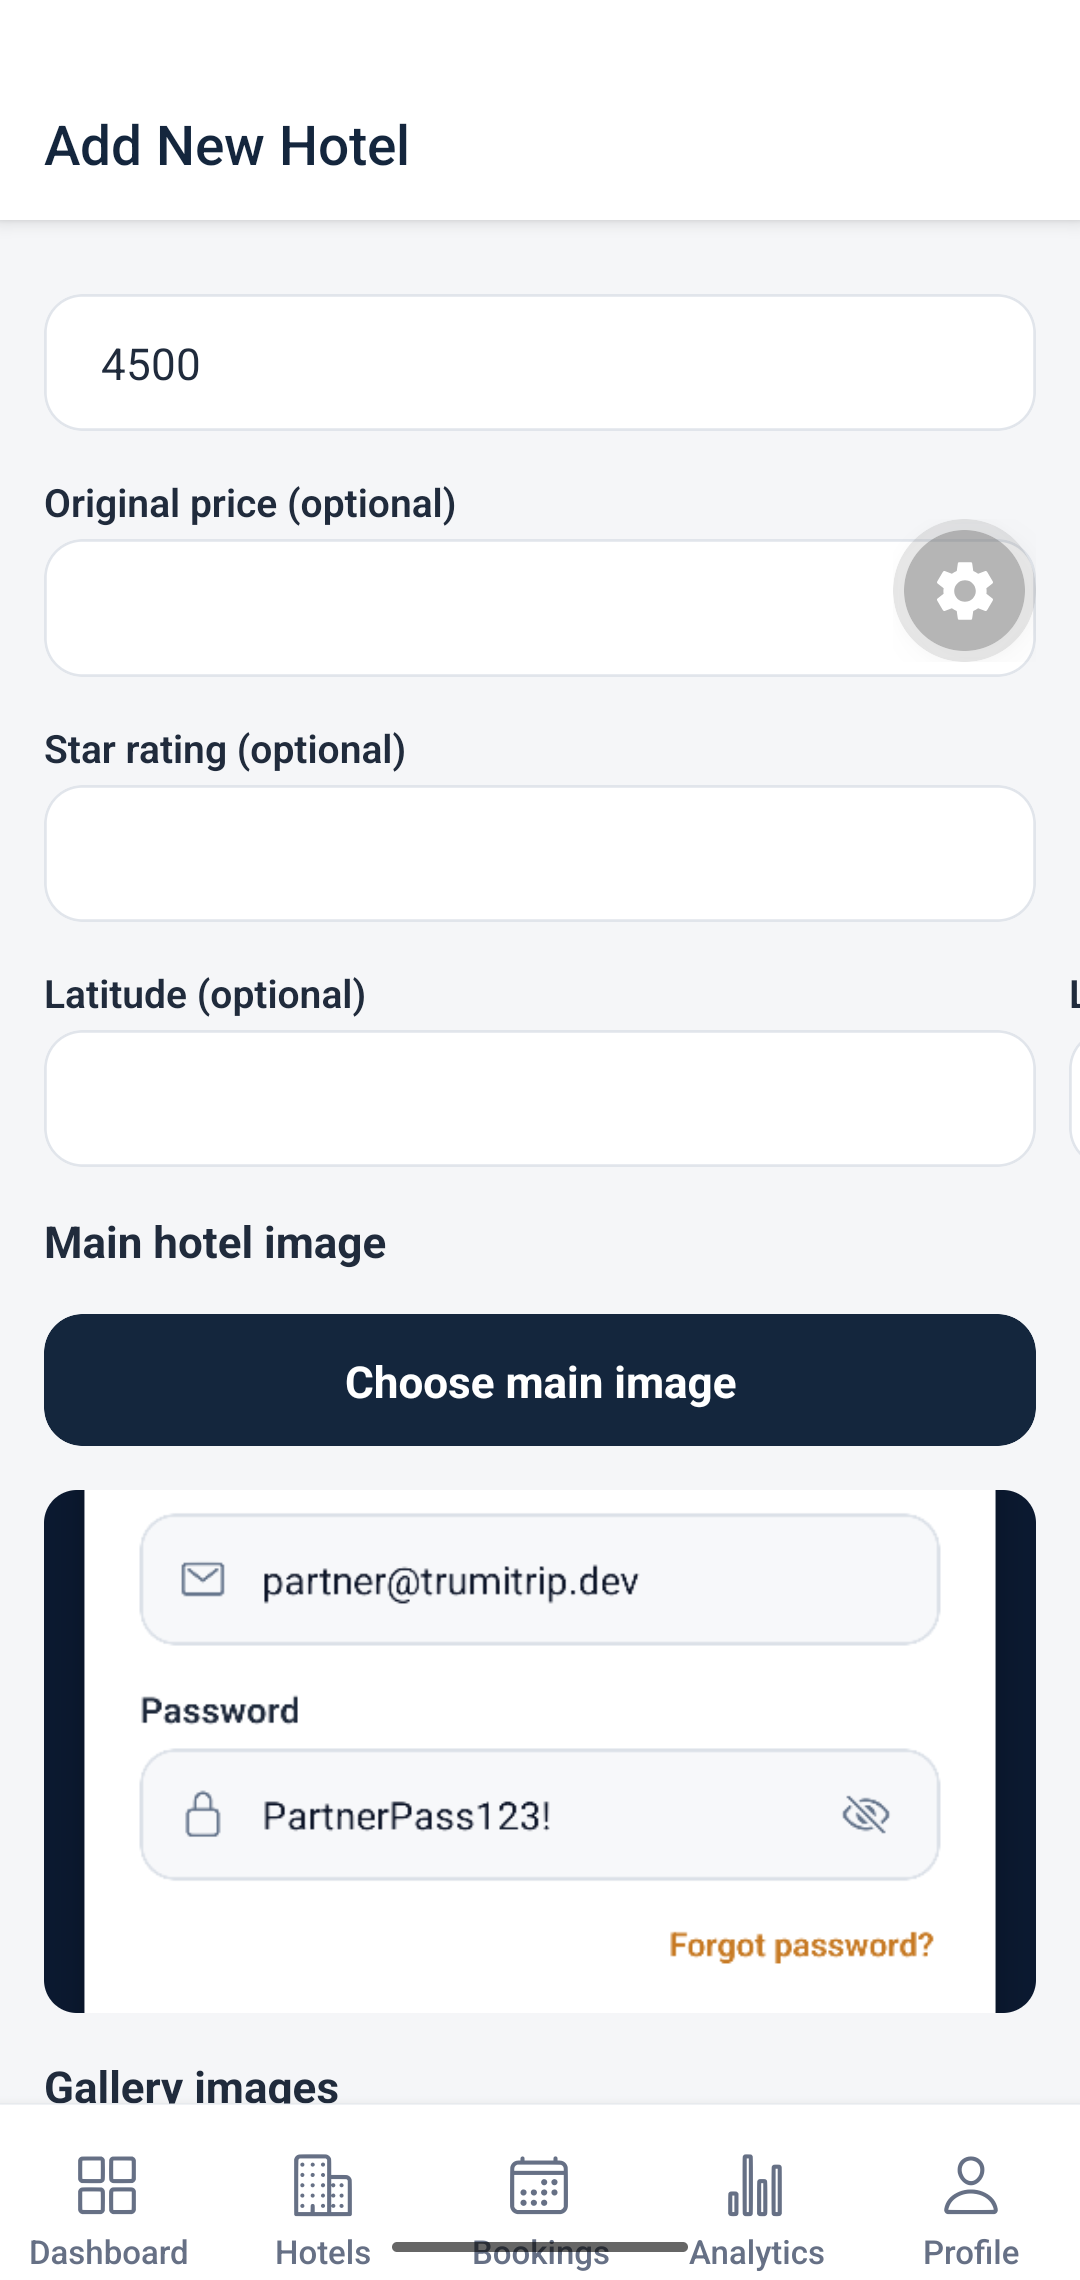 Add New Hotel
4500
Original price (optional)
Star rating (optional)
Latitude (optional)
Main hotel image
Choose main image
partner@trumitrip.dev
Password
PartnerPass123!
Forgot password?
Gallery images
Dashboard
Hotels
Bookings
Analytics
Profile